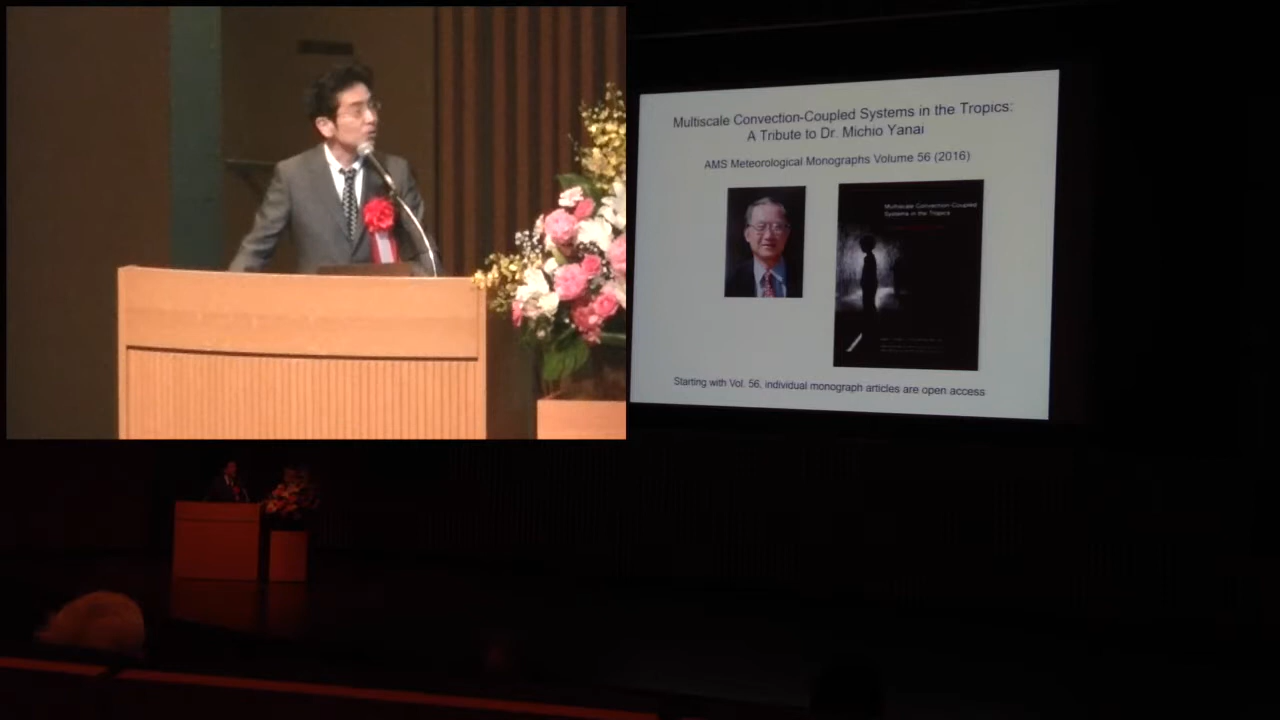 Multiscale Convection-Coupled Systems in the Tropics:
A Tribute to Dr. Michio Yanai
AMS Meteorological Monographs Volume 56 (2016)
Multiscale Convection-Coupled
Systems in the Tropics
Starting with Vol. 56, individual monograph articles are open access